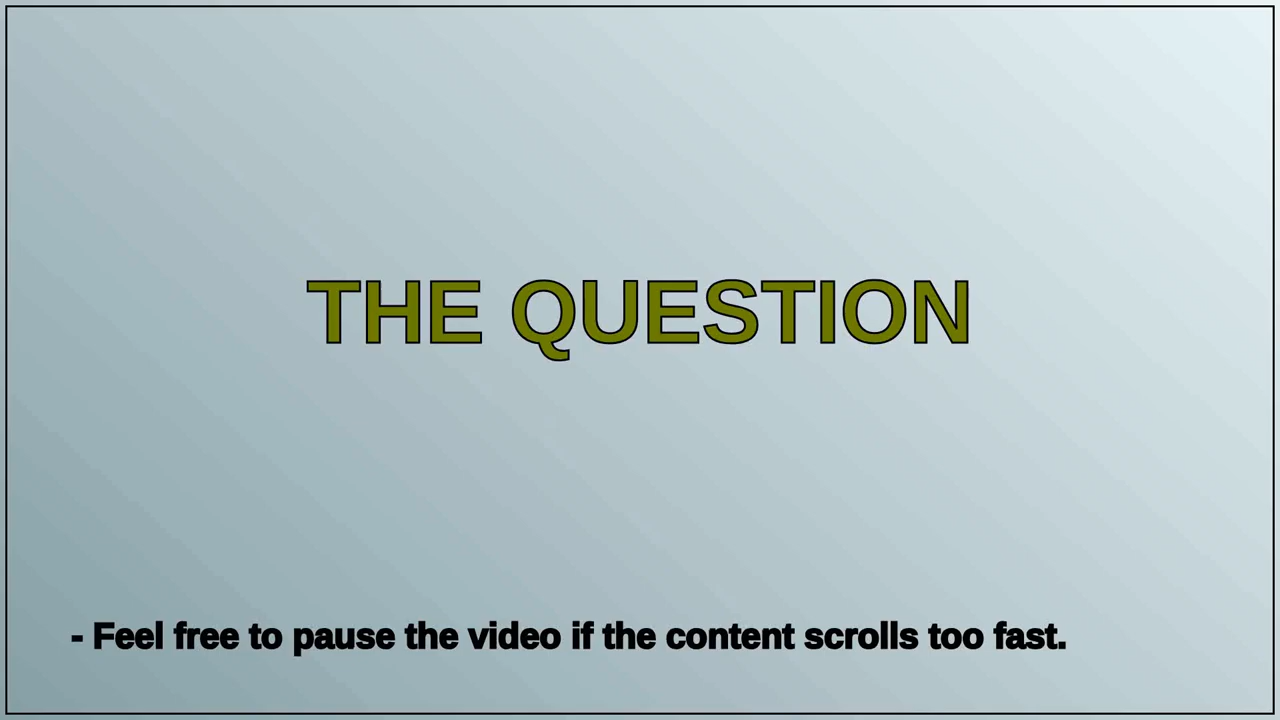 THE QUESTION
- Feel free to pause the video if the content scrolls too fast.